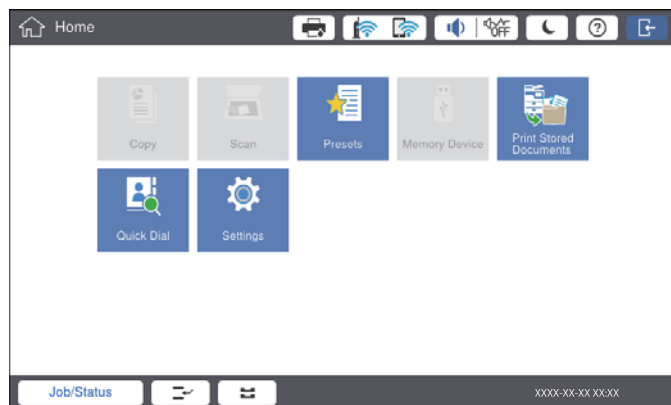 Home
OFF
Copy
Scan
Presets
Memory Device
Print Stored
Documents
Quick Dial
Settings
Job/Status
XXXX-XX-XX XX:XX